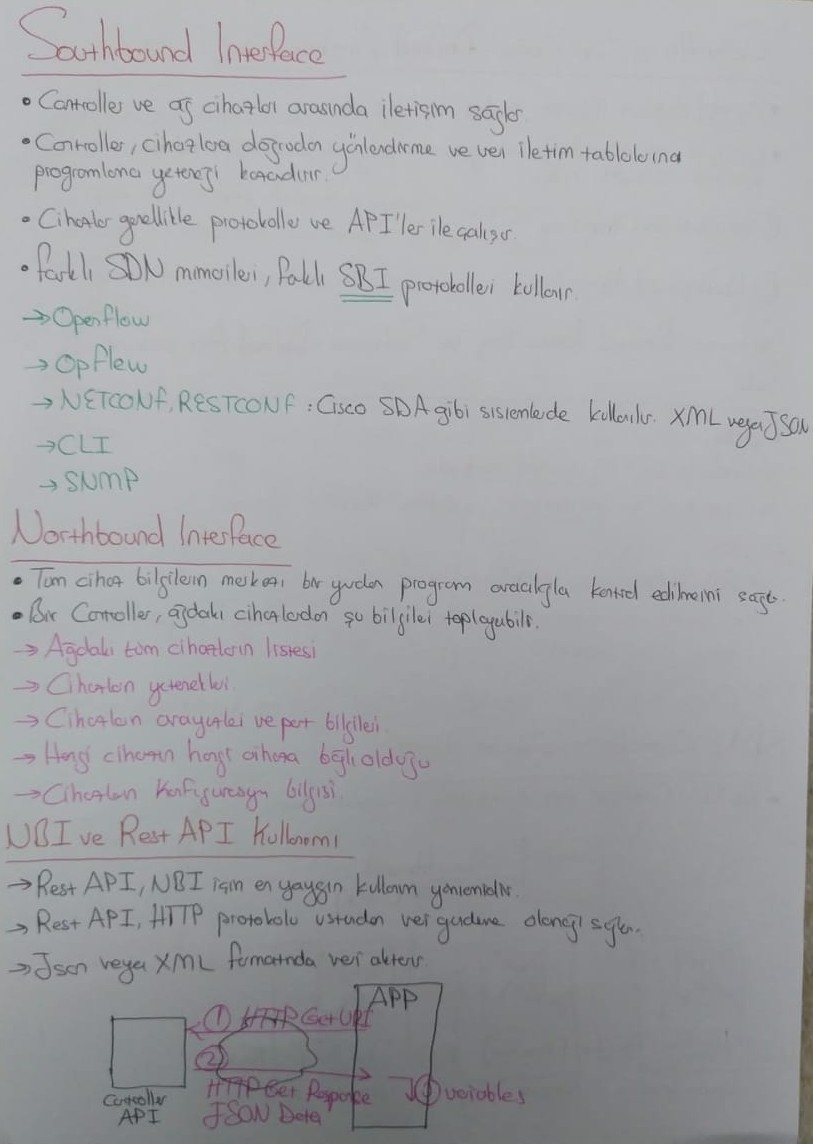 Southbound Interface
• Controller ve ağ cihazları arasında iletişim sağlar.
• Controller, cihazlara doğrudan yönlendirme ve veri iletim tablolarına
programlama yeteneği kazandırır.
• Cihazlar genellikle protokoller ve API'ler ile çalışır.
• farklı SDN mimarileri, farklı SBI protokolleri kullanır.
→ Openflow
→ Opflew
→ NETCONF, RESTCONF : Cisco SDA gibi sistemlerde kullanılır. XML veya JSON
→ CLI
→ SNMP
Northbound Interface
• Tüm cihaz bilgilerin merkezi bir yerden program aracılığıyla kontrol edilmesini sağlar.
• Bir Controller, ağdaki cihazlardan şu bilgileri toplayabilir.
→ Ağdaki tüm cihazların listesi
→ Cihazların yetenekleri
→ Cihazların arayüzleri ve port bilgileri
→ Hangi cihazın hangi cihaza bağlı olduğu
→ Cihazların konfigürasyon bilgisi.
NBI ve Rest API Kullanımı
→ Rest API, NBI için en yaygın kullanım yöntemidir.
→ Rest API, HTTP protokolü üstünden veri olanağı sağlar.
→ Json veya XML formatında veri aktarır.
APP
① HTTP Get URI
②
HTTP Get Response
JSON Data
variables
Controller
API